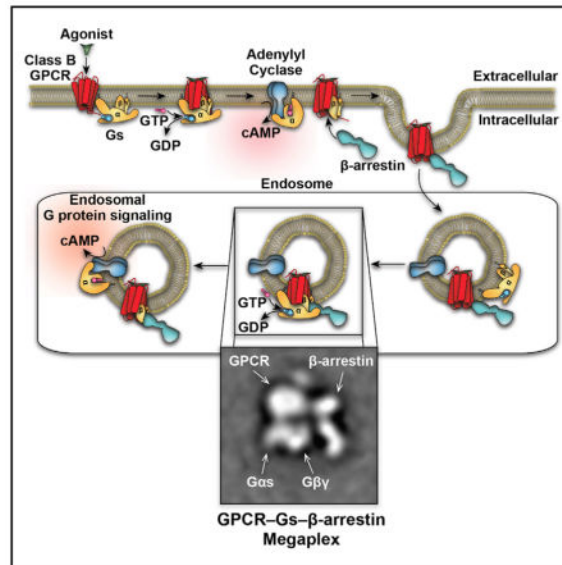 Agonist
Class B
GPCR
Gs
α
GTP
GDP
Adenylyl
Cyclase
cAMP
α
β-arrestin
Extracellular
Intracellular
Endosome
Endosomal
G protein signaling
cAMP
α
GTP
GDP
α
α
GPCR
β-arrestin
Gαs
Gβγ
GPCR–Gs–β-arrestin
Megaplex